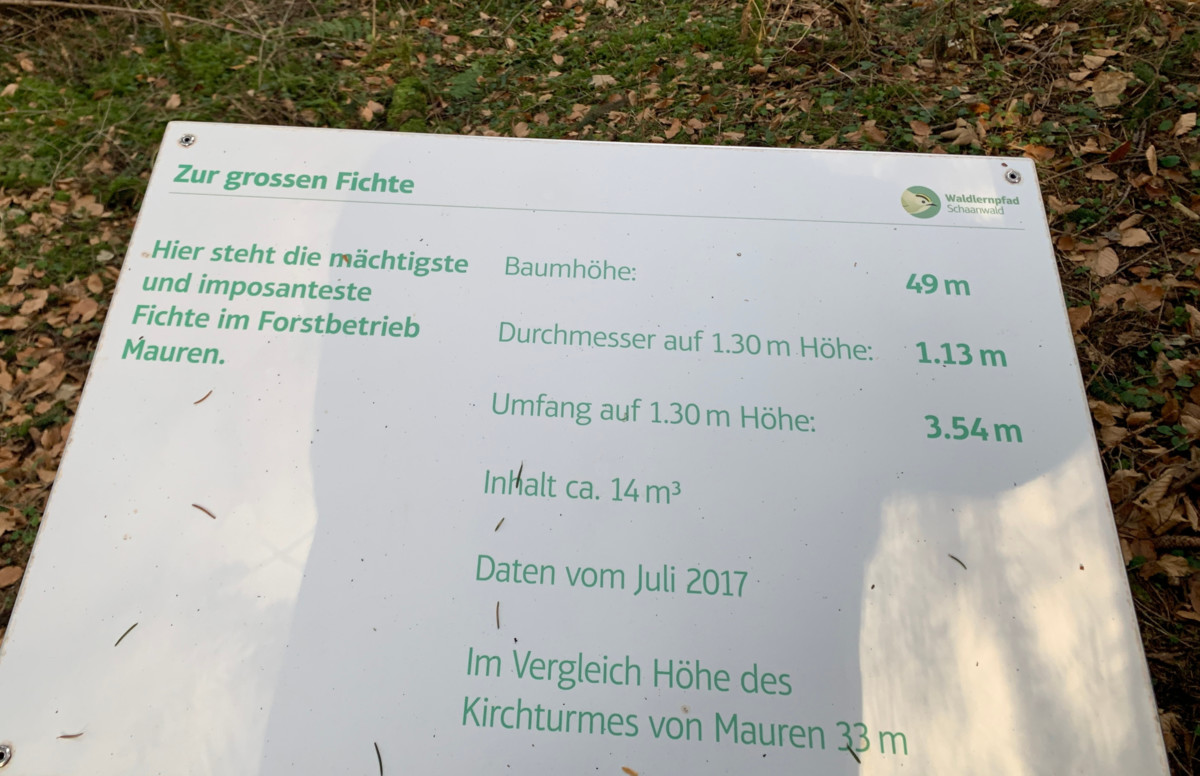 Zur grossen Fichte
Waldlernpfad
Schaanwald
Hier steht die mächtigste
und imposanteste
Fichte im Forstbetrieb
Mauren.
Baumhöhe: 49 m
Durchmesser auf 1.30 m Höhe: 1.13 m
Umfang auf 1.30 m Höhe: 3.54 m
Inhalt ca. 14 m³
Daten vom Juli 2017
Im Vergleich Höhe des
Kirchturmes von Mauren 33 m